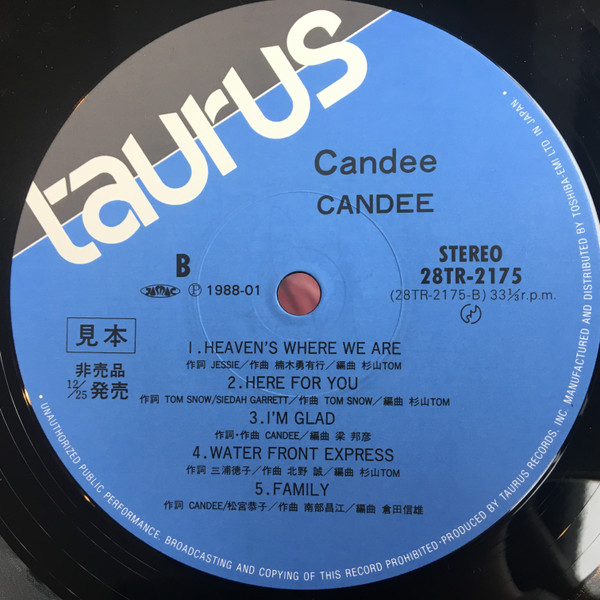 taurus
Candee
CANDEE
B
℗ 1988-01
STEREO
28TR-2175
(28TR-2175-B) 33⅓r.p.m.
見本
非売品
12/25 発売
1.HEAVEN'S WHERE WE ARE
作詞 JESSIE/作曲 楠木勇有行/編曲 杉山TOM
2.HERE FOR YOU
作詞 TOM SNOW/SIEDAH GARRETT/作曲 TOM SNOW/編曲 杉山TOM
3.I'M GLAD
作詞・作曲 CANDEE/編曲 梁 邦彦
4.WATER FRONT EXPRESS
作詞 三浦徳子/作曲 北野 誠/編曲 杉山TOM
5.FAMILY
作詞 CANDEE/松宮恭子/作曲 南部昌江/編曲 倉田信雄
• UNAUTHORIZED PUBLIC PERFORMANCE, BROADCASTING AND COPYING OF THIS RECORD PROHIBITED•PRODUCED BY TAURUS RECORDS, INC. MANUFACTURED AND DISTRIBUTED BY TOSHIBA-EMI LTD IN JAPAN •